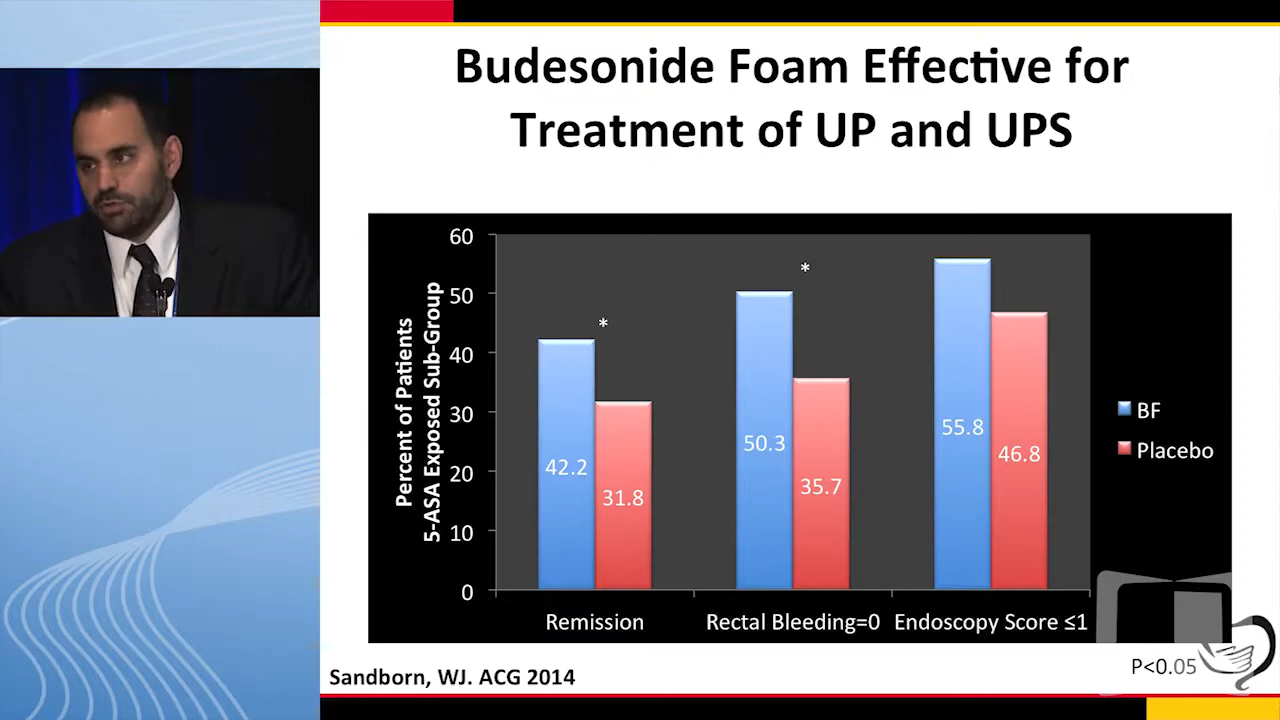 Budesonide Foam Effective for
Treatment of UP and UPS
Percent of Patients
5-ASA Exposed Sub-Group
60
50
40
30
20
10
0
*
*
42.2
31.8
50.3
35.7
55.8
46.8
BF
Placebo
Remission
Rectal Bleeding=0
Endoscopy Score ≤1
P<0.05
Sandborn, WJ. ACG 2014